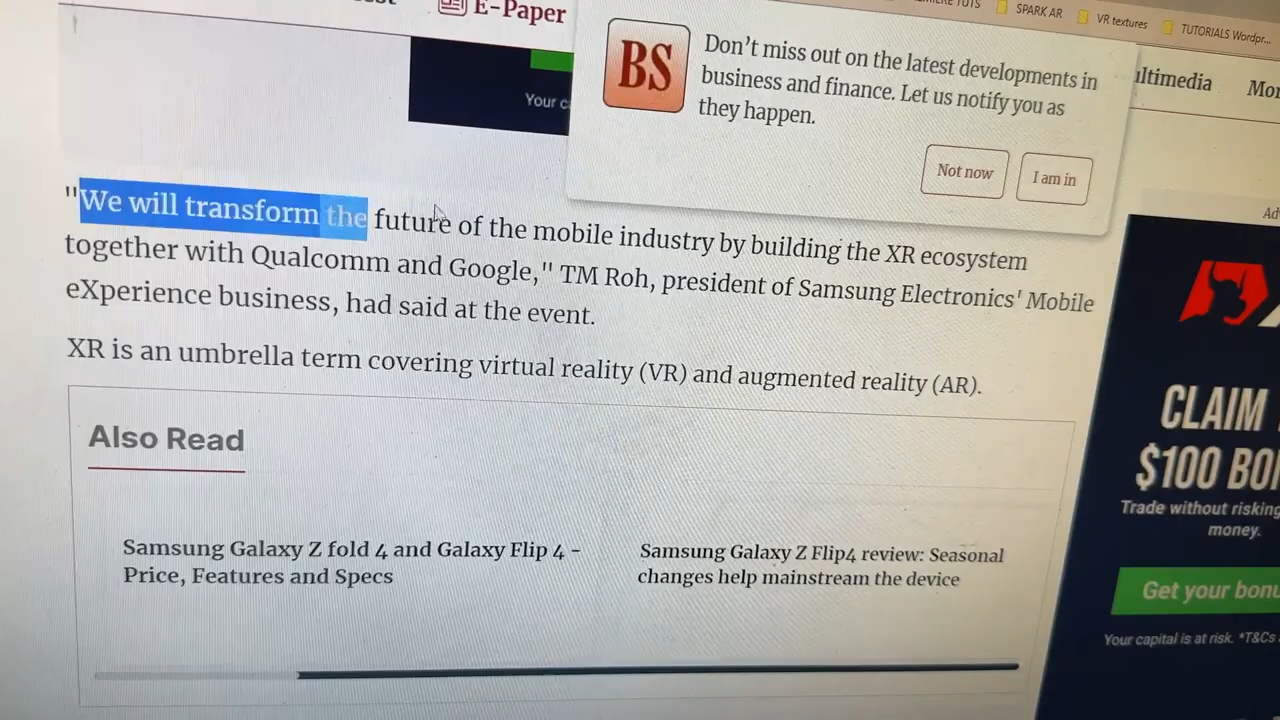 E-Paper
SPARK AR
VR textures
TUTORIALS Wordpr...
BS
Don't miss out on the latest developments in
business and finance. Let us notify you as
they happen.
Not now
I am in
ultimedia
Mor
Your c
"We will transform the future of the mobile industry by building the XR ecosystem
together with Qualcomm and Google," TM Roh, president of Samsung Electronics' Mobile
eXperience business, had said at the event.
XR is an umbrella term covering virtual reality (VR) and augmented reality (AR).
Also Read
Samsung Galaxy Z fold 4 and Galaxy Flip 4 -
Price, Features and Specs
Samsung Galaxy Z Flip4 review: Seasonal
changes help mainstream the device
Ad
CLAIM
$100 BO
Trade without risking
money.
Get your bonu
Your capital is at risk. *T&Cs